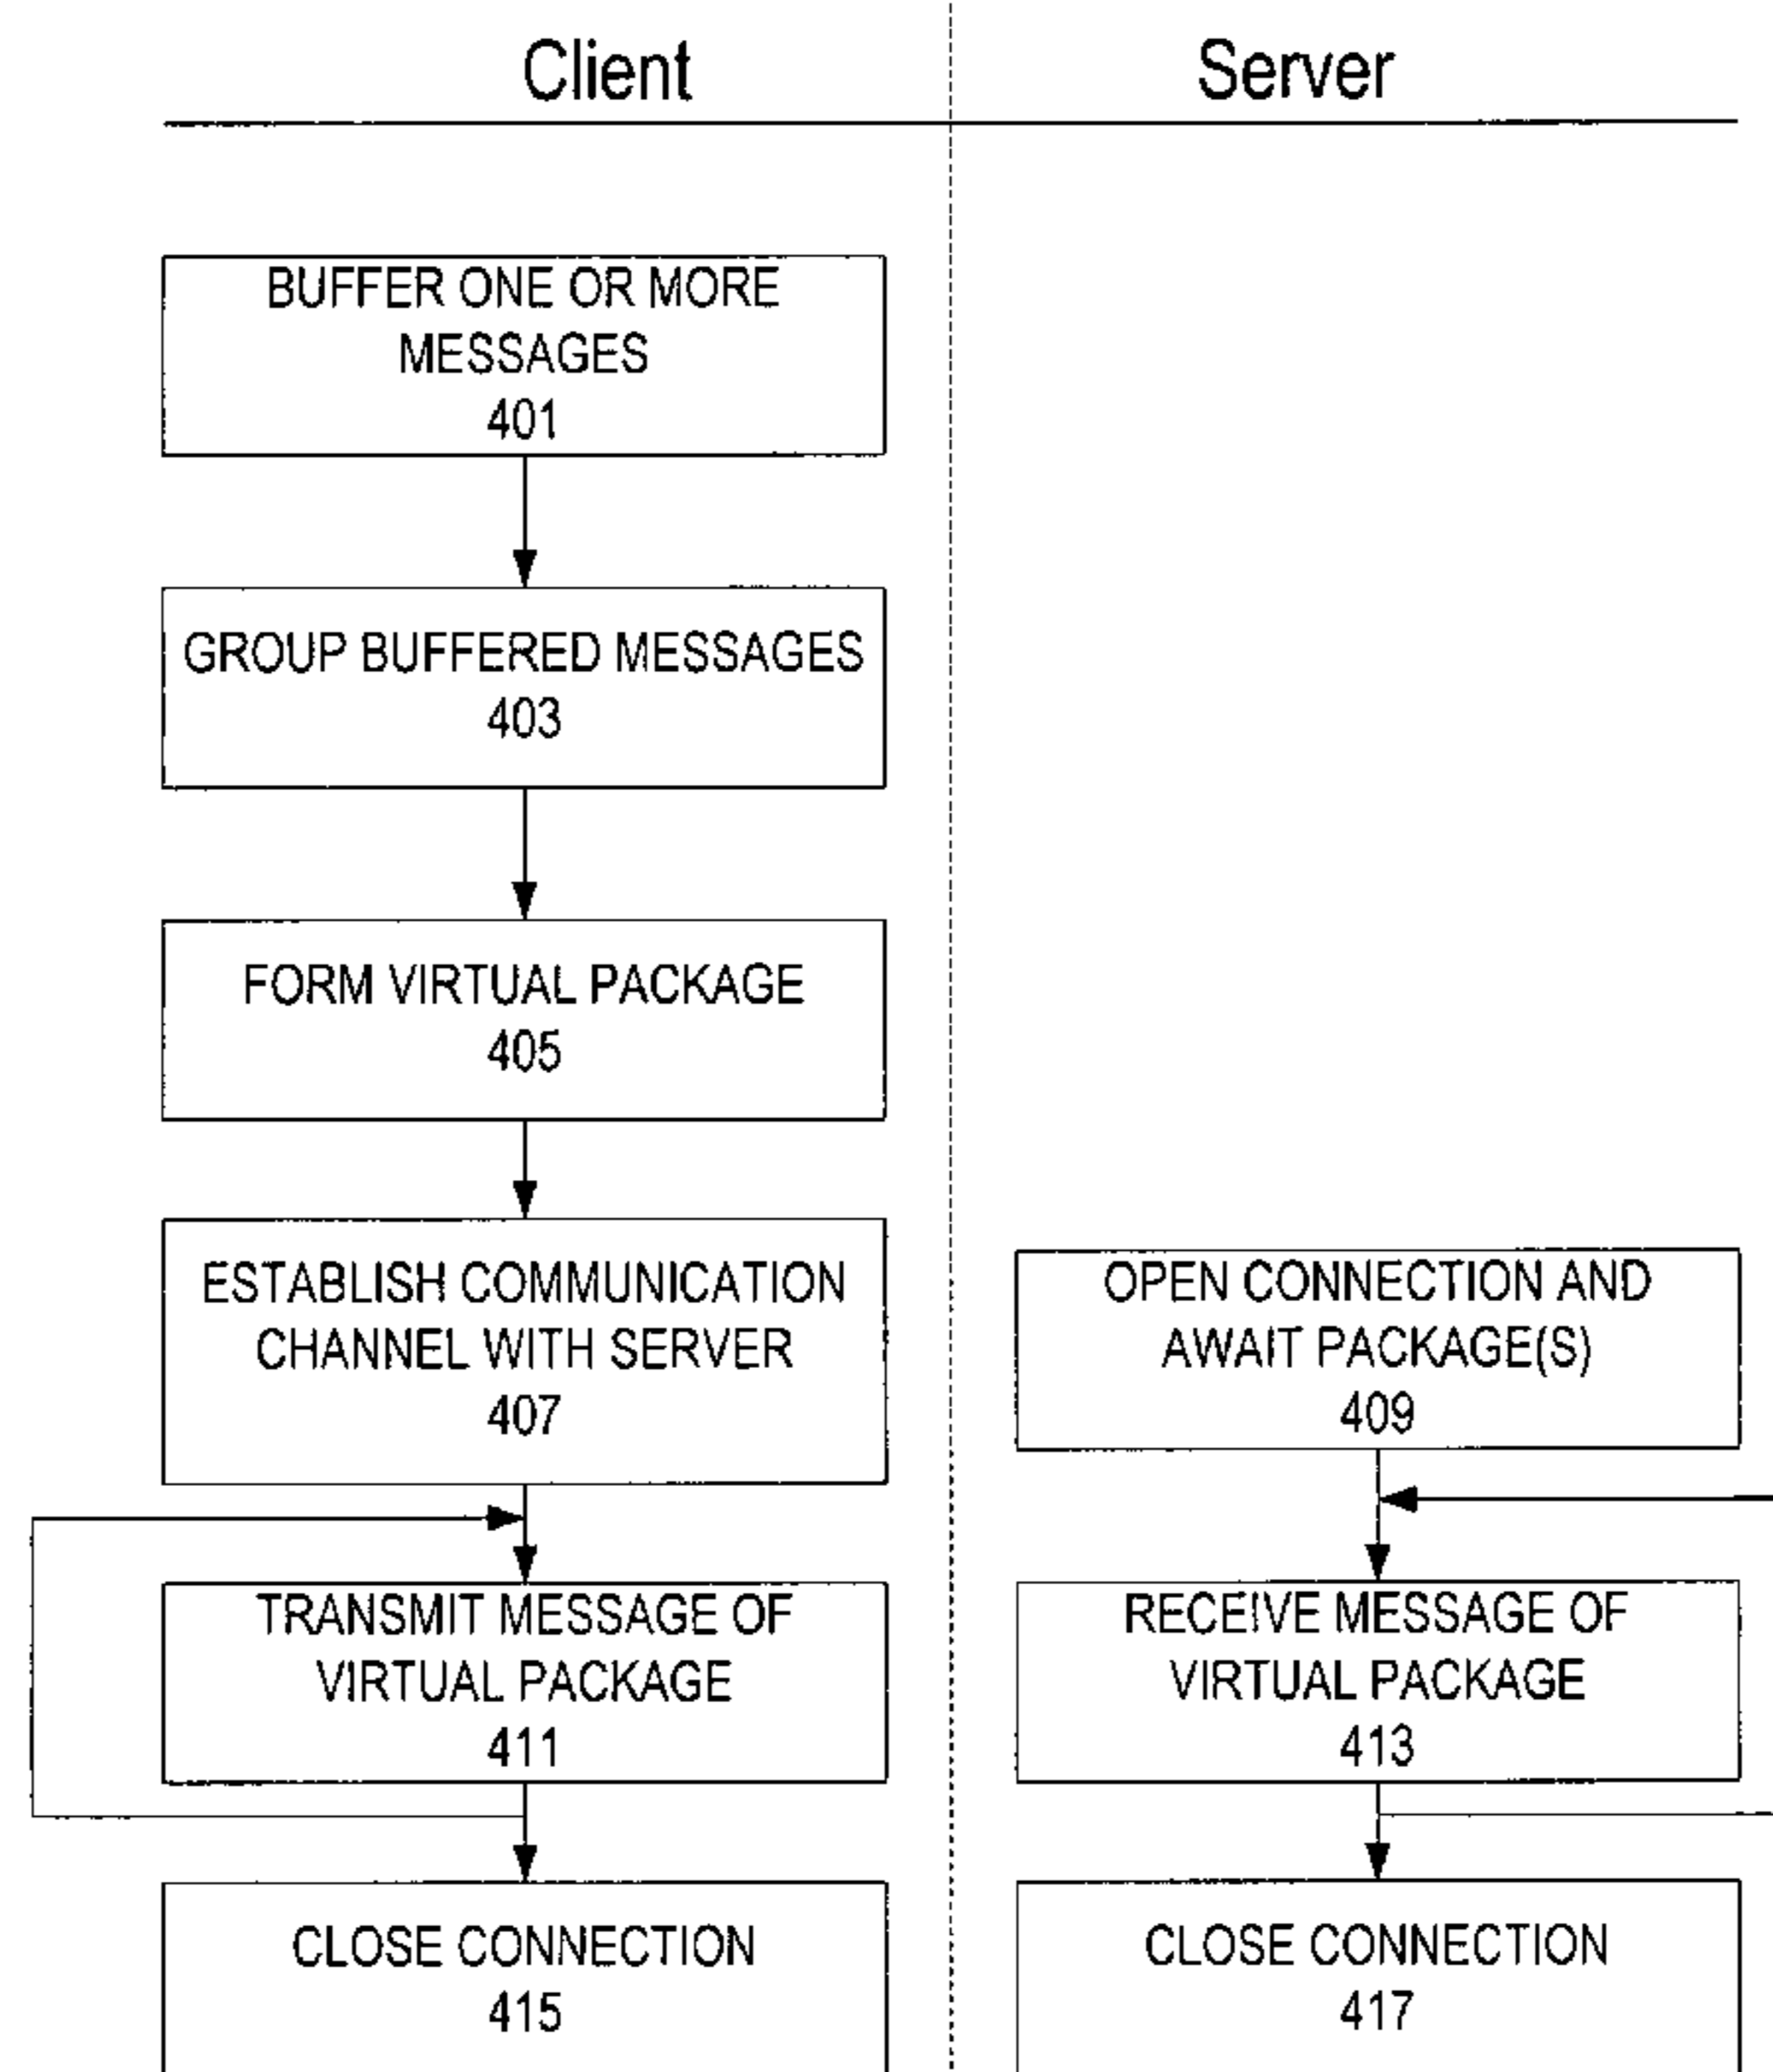 Client
Server
BUFFER ONE OR MORE
MESSAGES
401
GROUP BUFFERED MESSAGES
403
FORM VIRTUAL PACKAGE
405
ESTABLISH COMMUNICATION
CHANNEL WITH SERVER
407
OPEN CONNECTION AND
AWAIT PACKAGE(S)
409
TRANSMIT MESSAGE OF
VIRTUAL PACKAGE
411
RECEIVE MESSAGE OF
VIRTUAL PACKAGE
413
CLOSE CONNECTION
415
CLOSE CONNECTION
417